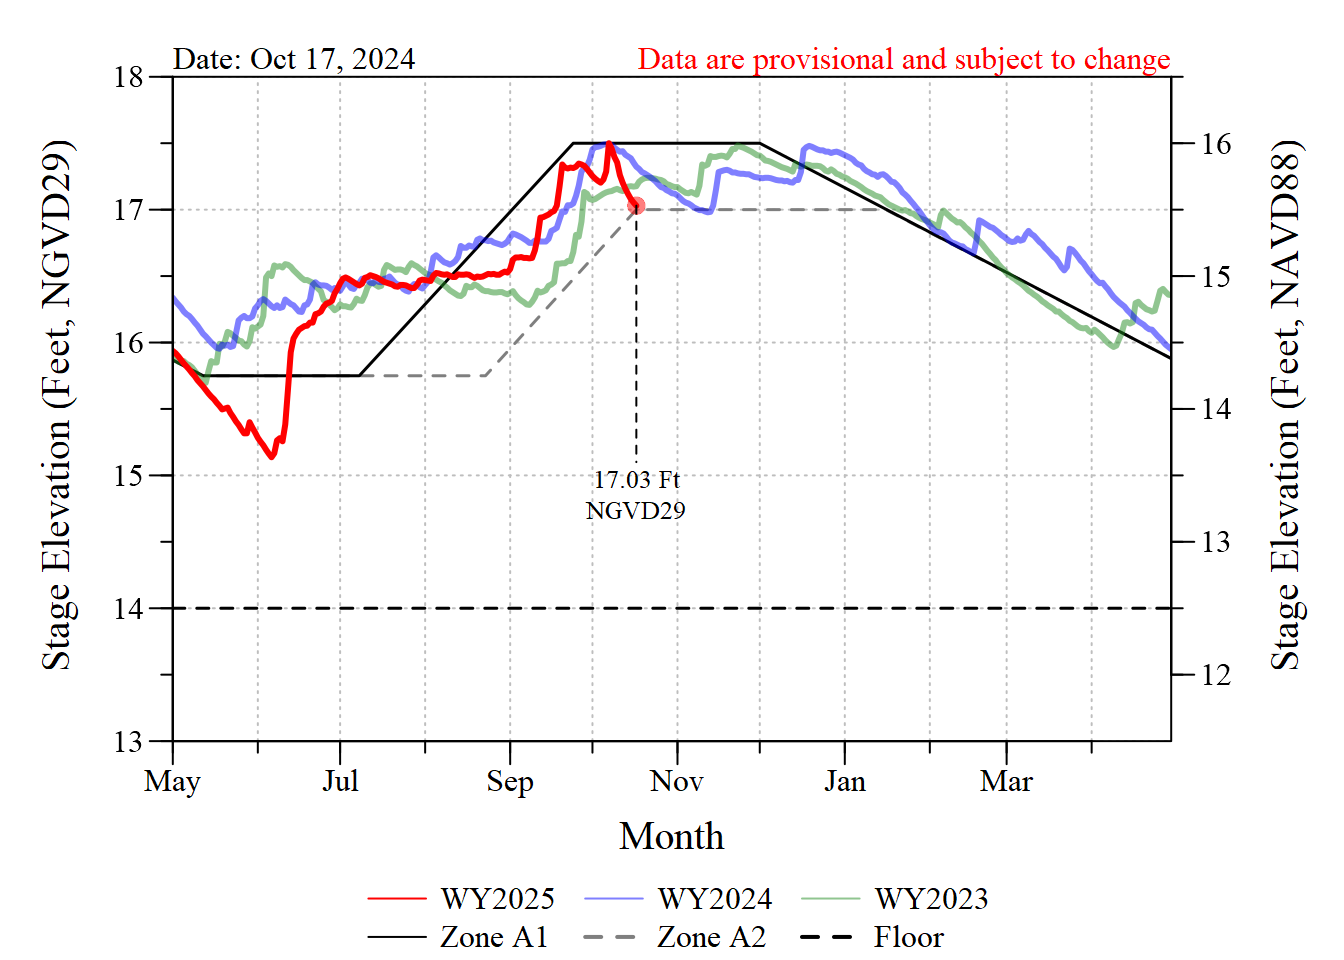 Date: Oct 17, 2024
Data are provisional and subject to change
Stage Elevation (Feet, NGVD29)
18
17
16
15
14
13
16
15
14
13
12
Stage Elevation (Feet, NAVD88)
17.03 Ft
NGVD29
May Jul Sep Nov Jan Mar
Month
WY2025 WY2024 WY2023
Zone A1 Zone A2 Floor